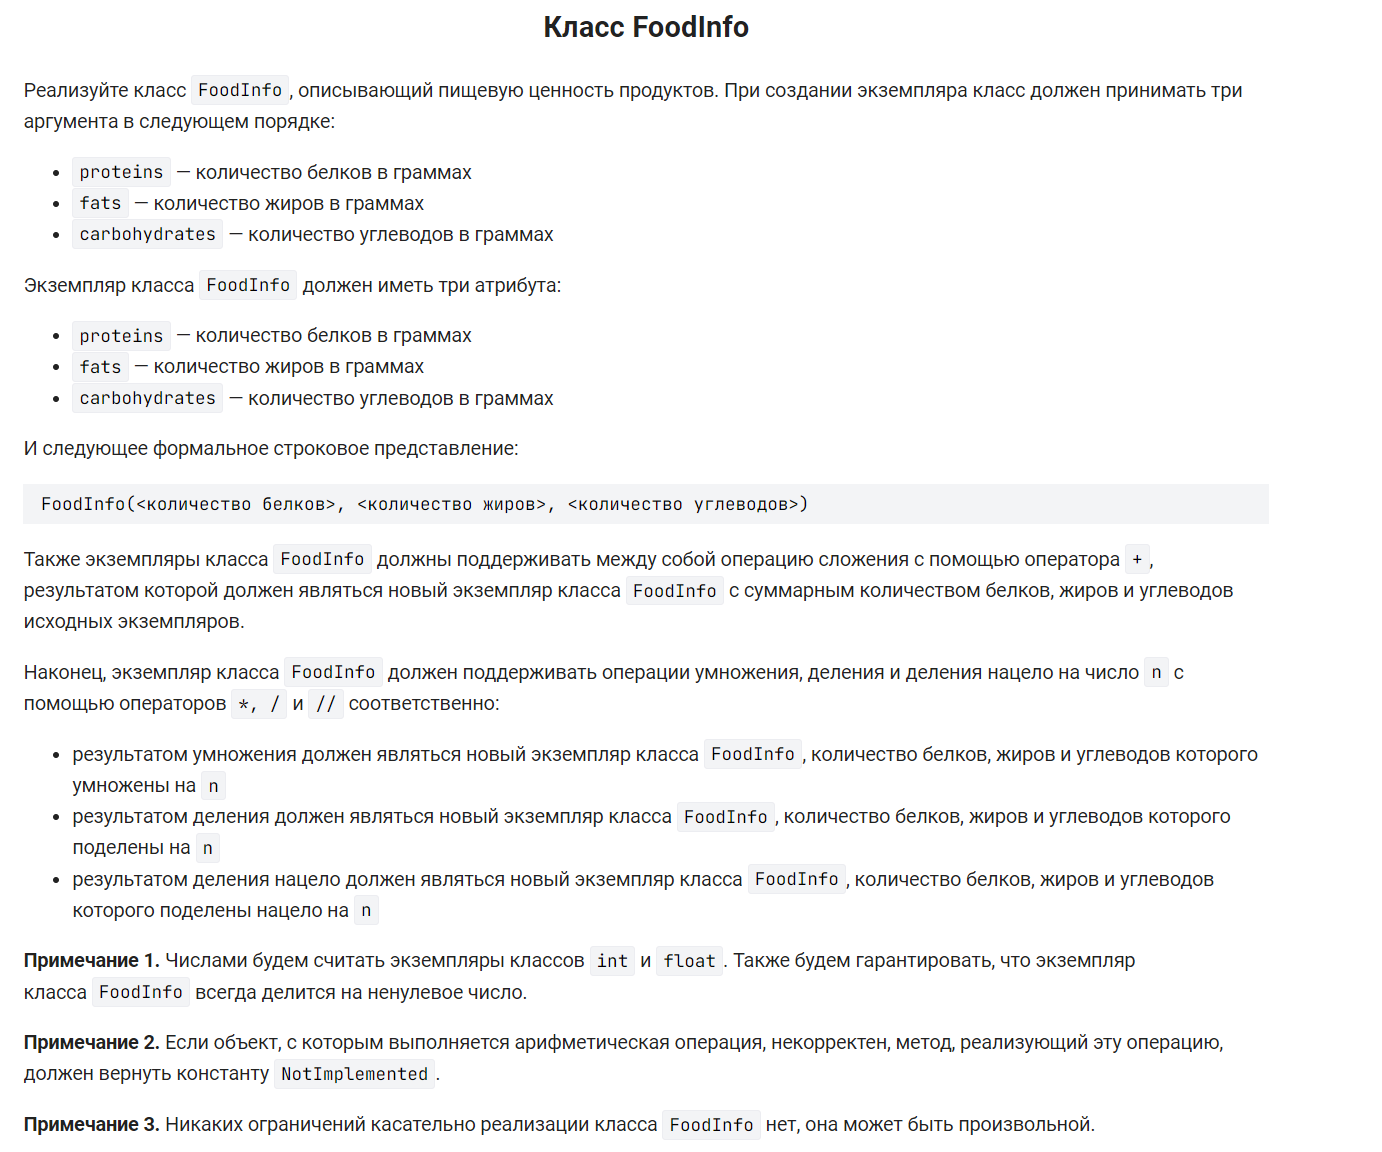 Класс FoodInfo
Реализуйте класс FoodInfo, описывающий пищевую ценность продуктов. При создании экземпляра класс должен принимать три
аргумента в следующем порядке:
• proteins — количество белков в граммах
• fats — количество жиров в граммах
• carbohydrates — количество углеводов в граммах
Экземпляр класса FoodInfo должен иметь три атрибута:
• proteins — количество белков в граммах
• fats — количество жиров в граммах
• carbohydrates — количество углеводов в граммах
И следующее формальное строковое представление:
FoodInfo(<количество белков>, <количество жиров>, <количество углеводов>)
Также экземпляры класса FoodInfo должны поддерживать между собой операцию сложения с помощью оператора +,
результатом которой должен являться новый экземпляр класса FoodInfo с суммарным количеством белков, жиров и углеводов
исходных экземпляров.
Наконец, экземпляр класса FoodInfo должен поддерживать операции умножения, деления и деления нацело на число n с
помощью операторов *, / и // соответственно:
• результатом умножения должен являться новый экземпляр класса FoodInfo, количество белков, жиров и углеводов которого
умножены на n
• результатом деления должен являться новый экземпляр класса FoodInfo, количество белков, жиров и углеводов которого
поделены на n
• результатом деления нацело должен являться новый экземпляр класса FoodInfo, количество белков, жиров и углеводов
которого поделены нацело на n
Примечание 1. Числами будем считать экземпляры классов int и float. Также будем гарантировать, что экземпляр
класса FoodInfo всегда делится на ненулевое число.
Примечание 2. Если объект, с которым выполняется арифметическая операция, некорректен, метод, реализующий эту операцию,
должен вернуть константу NotImplemented.
Примечание 3. Никаких ограничений касательно реализации класса FoodInfo нет, она может быть произвольной.